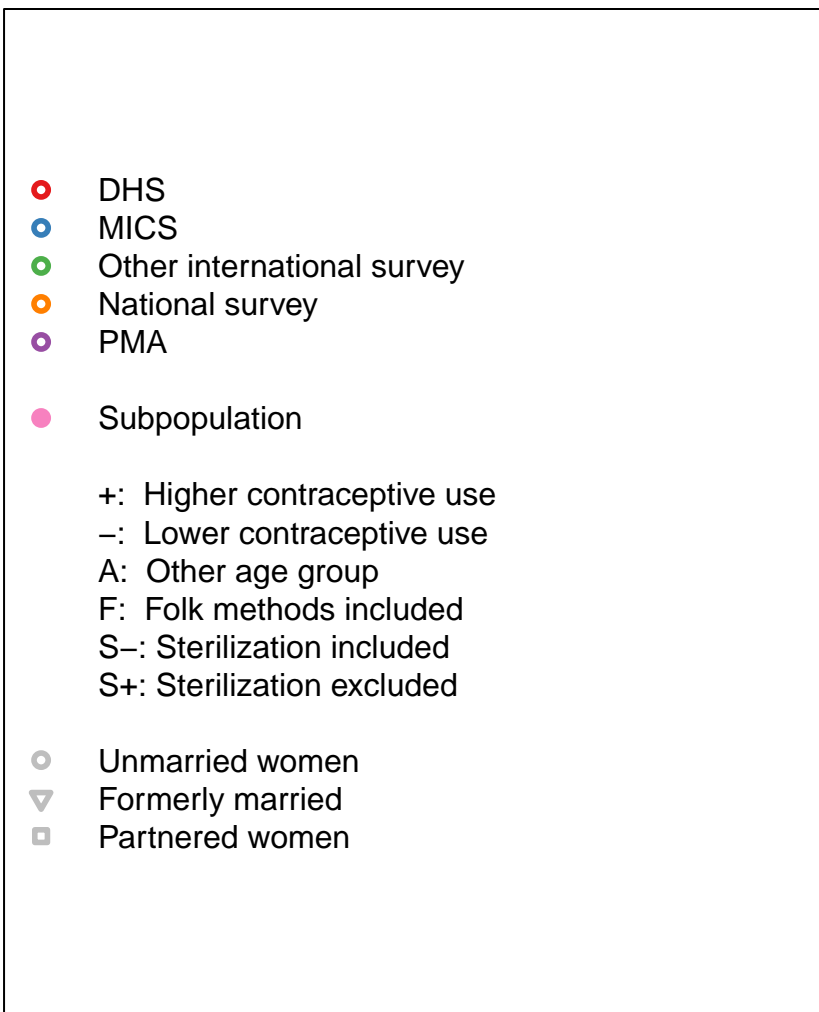 DHS
MICS
Other international survey
National survey
PMA
Subpopulation
+:  Higher contraceptive use
−:  Lower contraceptive use
A:  Other age group
F:  Folk methods included
S−: Sterilization included
S+: Sterilization excluded
Unmarried women
Formerly married
Partnered women